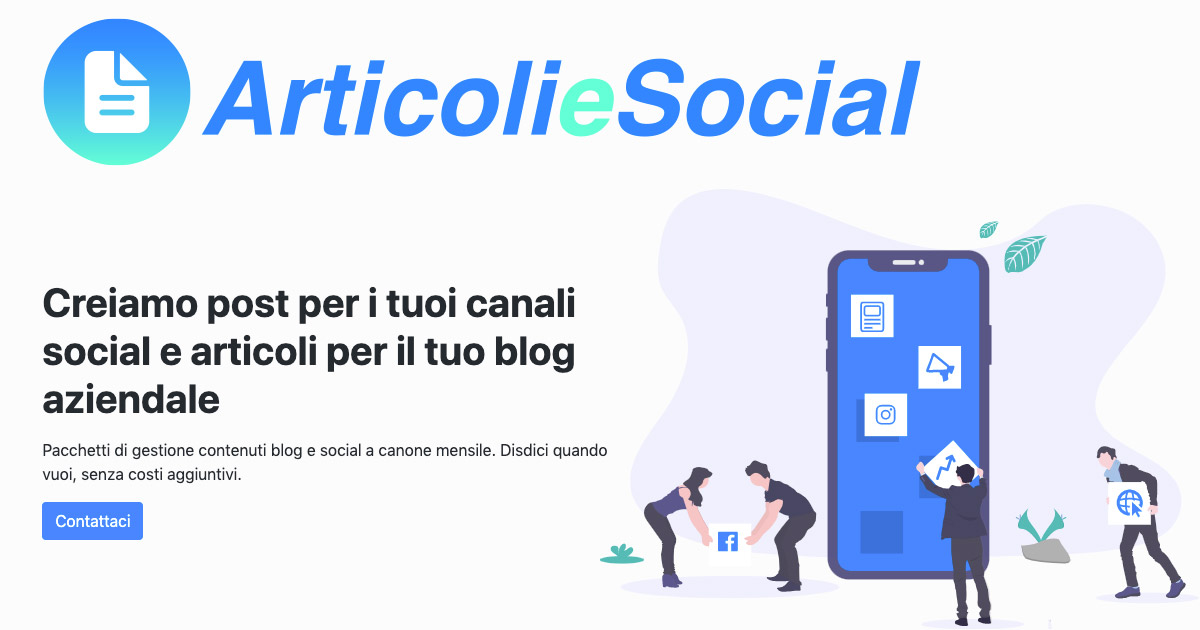 ArticolieSocial
Creiamo post per i tuoi canali
social e articoli per il tuo blog
aziendale
Pacchetti di gestione contenuti blog e social a canone mensile. Disdici quando
vuoi, senza costi aggiuntivi.
Contattaci